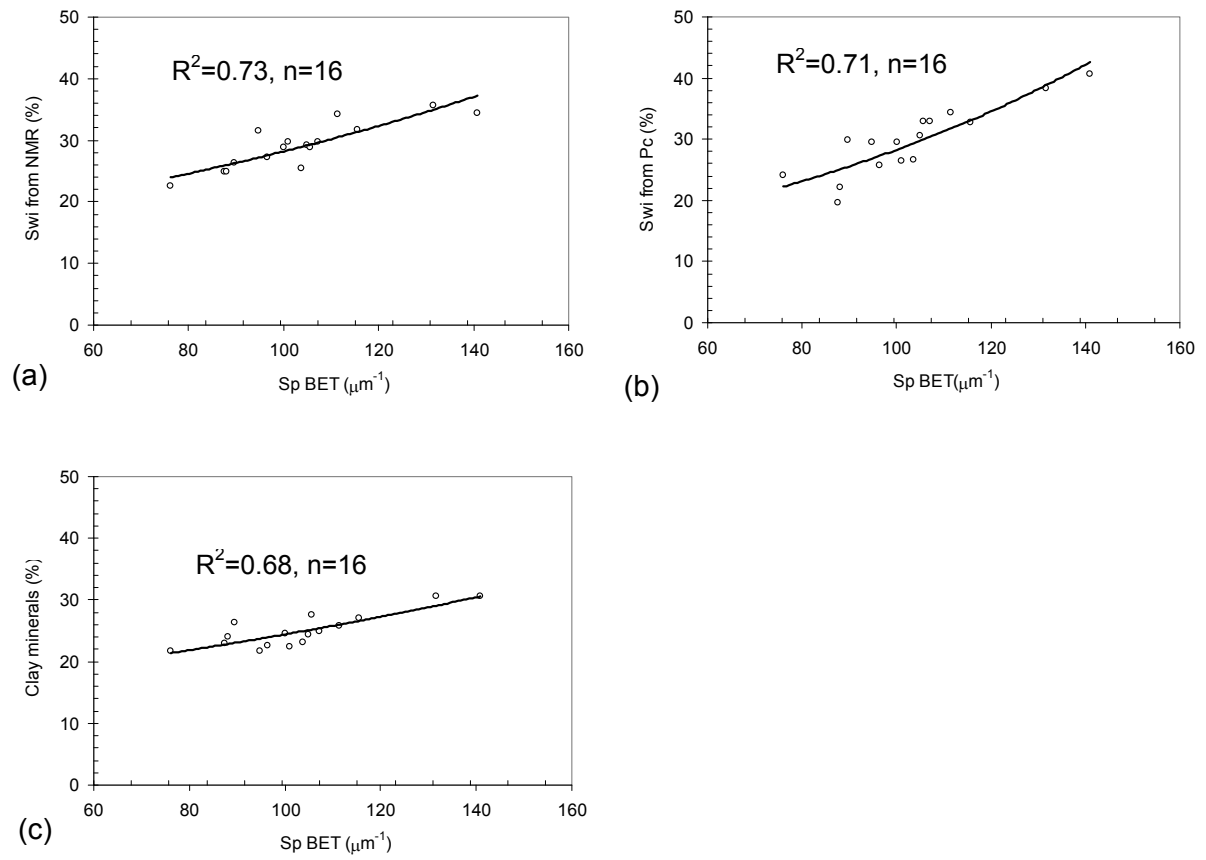 50
40
30
20
10
0
Swi from NMR (%)
R²=0.73, n=16
60 80 100 120 140 160
Sp BET (μm⁻¹)
(a)
50
40
30
20
10
0
Swi from Pc (%)
R²=0.71, n=16
60 80 100 120 140 160
Sp BET(μm⁻¹)
(b)
50
40
30
20
10
0
Clay minerals (%)
R²=0.68, n=16
60 80 100 120 140 160
Sp BET (μm⁻¹)
(c)